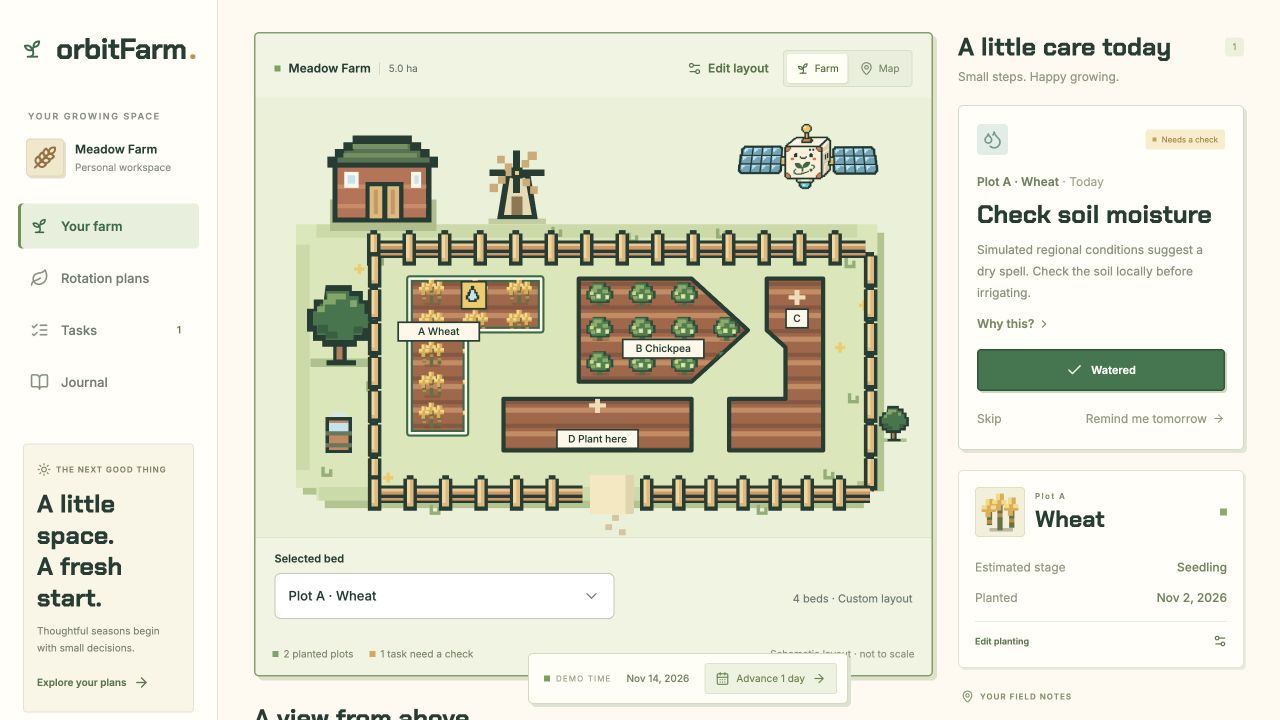 orbitFarm.
YOUR GROWING SPACE
Meadow Farm
Personal workspace
Your farm
Rotation plans
Tasks 1
Journal
THE NEXT GOOD THING
A little
space.
A fresh
start.
Thoughtful seasons begin
with small decisions.
Explore your plans
Meadow Farm 5.0 ha
Edit layout
Farm
Map
A Wheat
B Chickpea
C
D Plant here
Selected bed
Plot A · Wheat
4 beds · Custom layout
2 planted plots
1 task need a check
Schematic layout · not to scale
DEMO TIME Nov 14, 2026 Advance 1 day
A view from above
A little care today 1
Small steps. Happy growing.
Needs a check
Plot A · Wheat · Today
Check soil moisture
Simulated regional conditions suggest a
dry spell. Check the soil locally before
irrigating.
Why this?
Watered
Skip Remind me tomorrow
Plot A
Wheat
Estimated stage Seedling
Planted Nov 2, 2026
Edit planting
YOUR FIELD NOTES